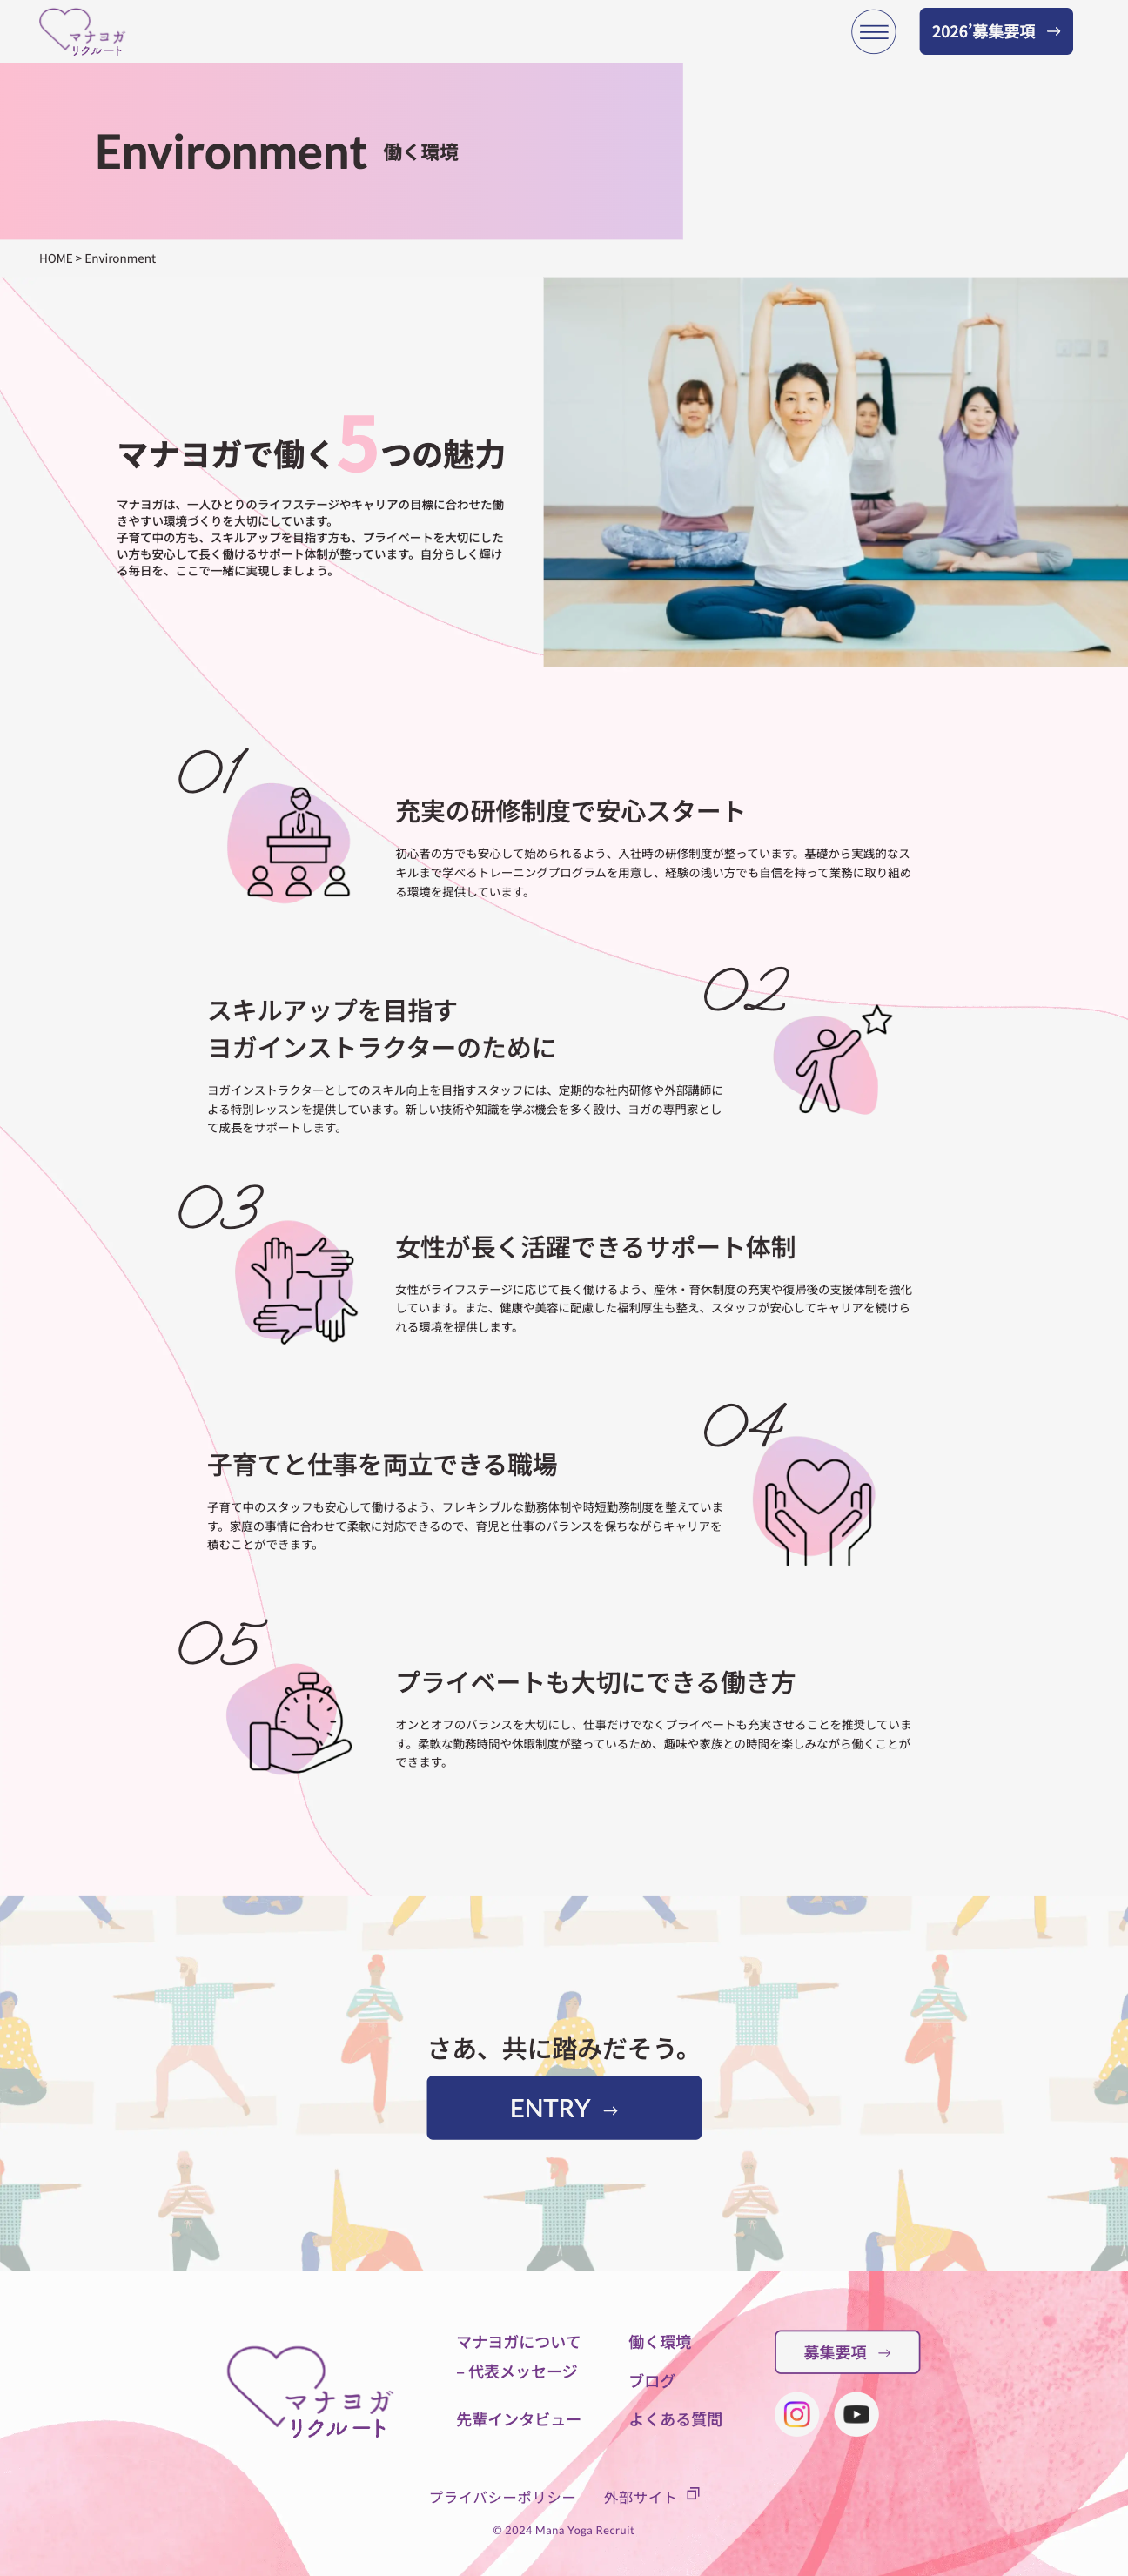 マナヨガ
リクルート
2026’募集要項 →
Environment 働く環境
HOME > Environment
マナヨガで働く5つの魅力
マナヨガは、一人ひとりのライフステージやキャリアの目標に合わせた働
きやすい環境づくりを大切にしています。
子育て中の方も、スキルアップを目指す方も、プライベートを大切にした
い方も安心して長く働けるサポート体制が整っています。自分らしく輝け
る毎日を、ここで一緒に実現しましょう。
01
充実の研修制度で安心スタート
初心者の方でも安心して始められるよう、入社時の研修制度が整っています。基礎から実践的なス
キルまで学べるトレーニングプログラムを用意し、経験の浅い方でも自信を持って業務に取り組め
る環境を提供しています。
02
スキルアップを目指す
ヨガインストラクターのために
ヨガインストラクターとしてのスキル向上を目指すスタッフには、定期的な社内研修や外部講師に
よる特別レッスンを提供しています。新しい技術や知識を学ぶ機会を多く設け、ヨガの専門家とし
て成長をサポートします。
03
女性が長く活躍できるサポート体制
女性がライフステージに応じて長く働けるよう、産休・育休制度の充実や復帰後の支援体制を強化
しています。また、健康や美容に配慮した福利厚生も整え、スタッフが安心してキャリアを続けら
れる環境を提供します。
04
子育てと仕事を両立できる職場
子育て中のスタッフも安心して働けるよう、フレキシブルな勤務体制や時短勤務制度を整えていま
す。家庭の事情に合わせて柔軟に対応できるので、育児と仕事のバランスを保ちながらキャリアを
積むことができます。
05
プライベートも大切にできる働き方
オンとオフのバランスを大切にし、仕事だけでなくプライベートも充実させることを推奨していま
す。柔軟な勤務時間や休暇制度が整っているため、趣味や家族との時間を楽しみながら働くことが
できます。
さあ、共に踏みだそう。
ENTRY →
マナヨガ
リクルート
マナヨガについて
– 代表メッセージ
先輩インタビュー
働く環境
ブログ
よくある質問
募集要項 →
プライバシーポリシー 外部サイト
© 2024 Mana Yoga Recruit